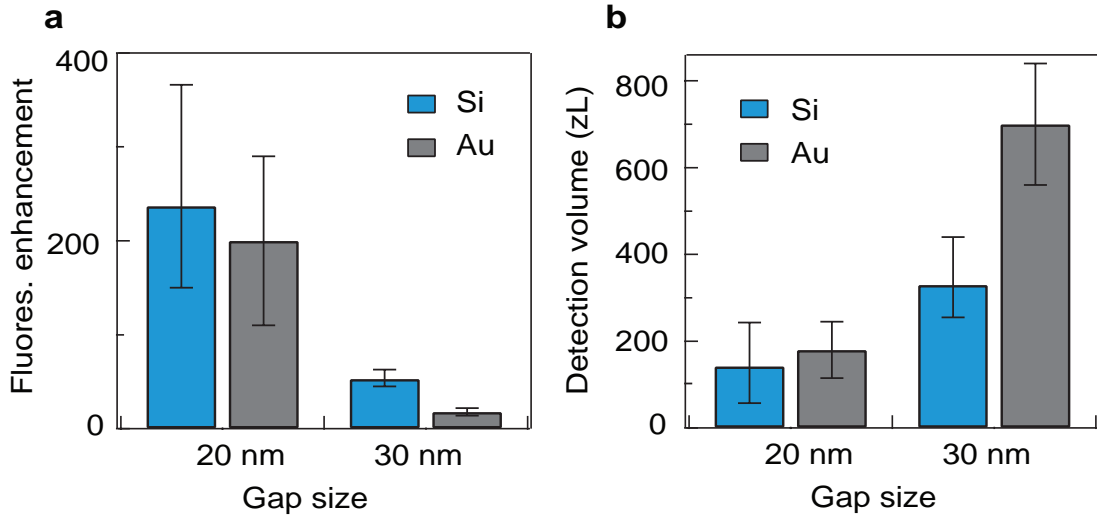 a
Fluores. enhancement
400
200
0
Si
Au
20 nm
30 nm
Gap size
b
Detection volume (zL)
800
600
400
200
0
Si
Au
20 nm
30 nm
Gap size